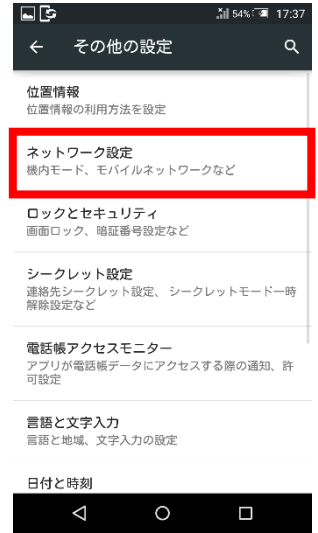 54% 17:37
その他の設定
位置情報
位置情報の利用方法を設定
ネットワーク設定
機内モード、モバイルネットワークなど
ロックとセキュリティ
画面ロック、暗証番号設定など
シークレット設定
連絡先シークレット設定、シークレットモード一時
解除設定など
電話帳アクセスモニター
アプリが電話帳データにアクセスする際の通知、許
可設定
言語と文字入力
言語と地域、文字入力の設定
日付と時刻